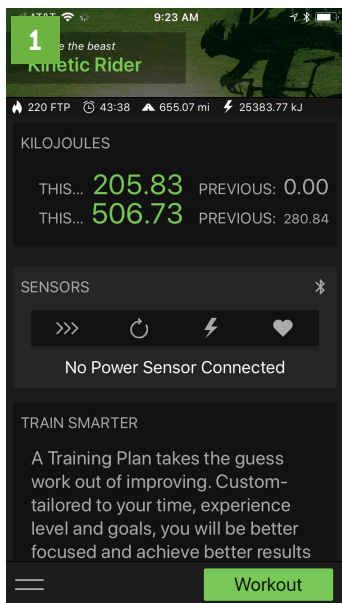 1
9:23 AM
the beast
Kinetic Rider
220 FTP 43:38 655.07 mi 25383.77 kJ
KILOJOULES
THIS... 205.83 PREVIOUS: 0.00
THIS... 506.73 PREVIOUS: 280.84
SENSORS
No Power Sensor Connected
TRAIN SMARTER
A Training Plan takes the guess
work out of improving. Custom-
tailored to your time, experience
level and goals, you will be better
focused and achieve better results
Workout